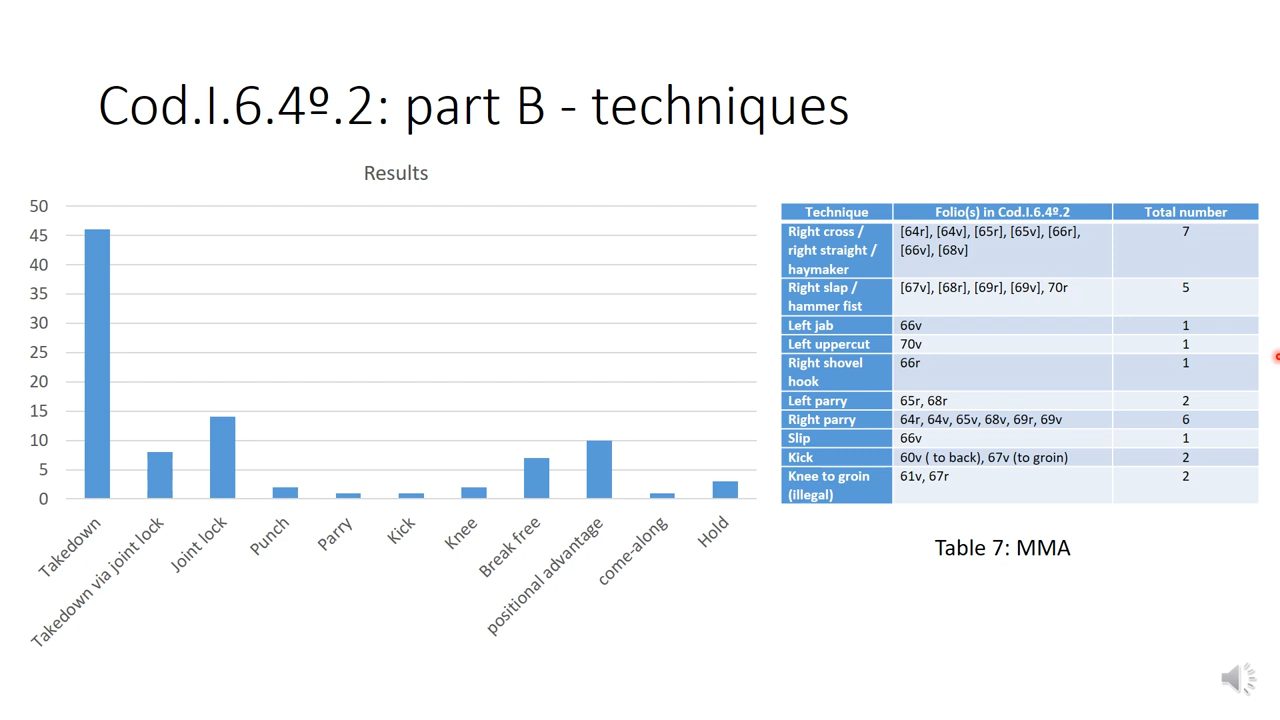 Cod.I.6.4º.2: part B - techniques
Results
50
45
40
35
30
25
20
15
10
5
0
Takedown
Takedown via joint lock
Joint lock
Punch
Parry
Kick
Knee
Break free
positional advantage
come-along
Hold
Technique Folio(s) in Cod.I.6.4º.2 Total number
Right cross / [64r], [64v], [65r], [65v], [66r], 7
right straight / [66v], [68v]
haymaker
Right slap / [67v], [68r], [69r], [69v], 70r 5
hammer fist
Left jab 66v 1
Left uppercut 70v 1
Right shovel 66r 1
hook
Left parry 65r, 68r 2
Right parry 64r, 64v, 65v, 68v, 69r, 69v 6
Slip 66v 1
Kick 60v ( to back), 67v (to groin) 2
Knee to groin 61v, 67r 2
(illegal)
Table 7: MMA